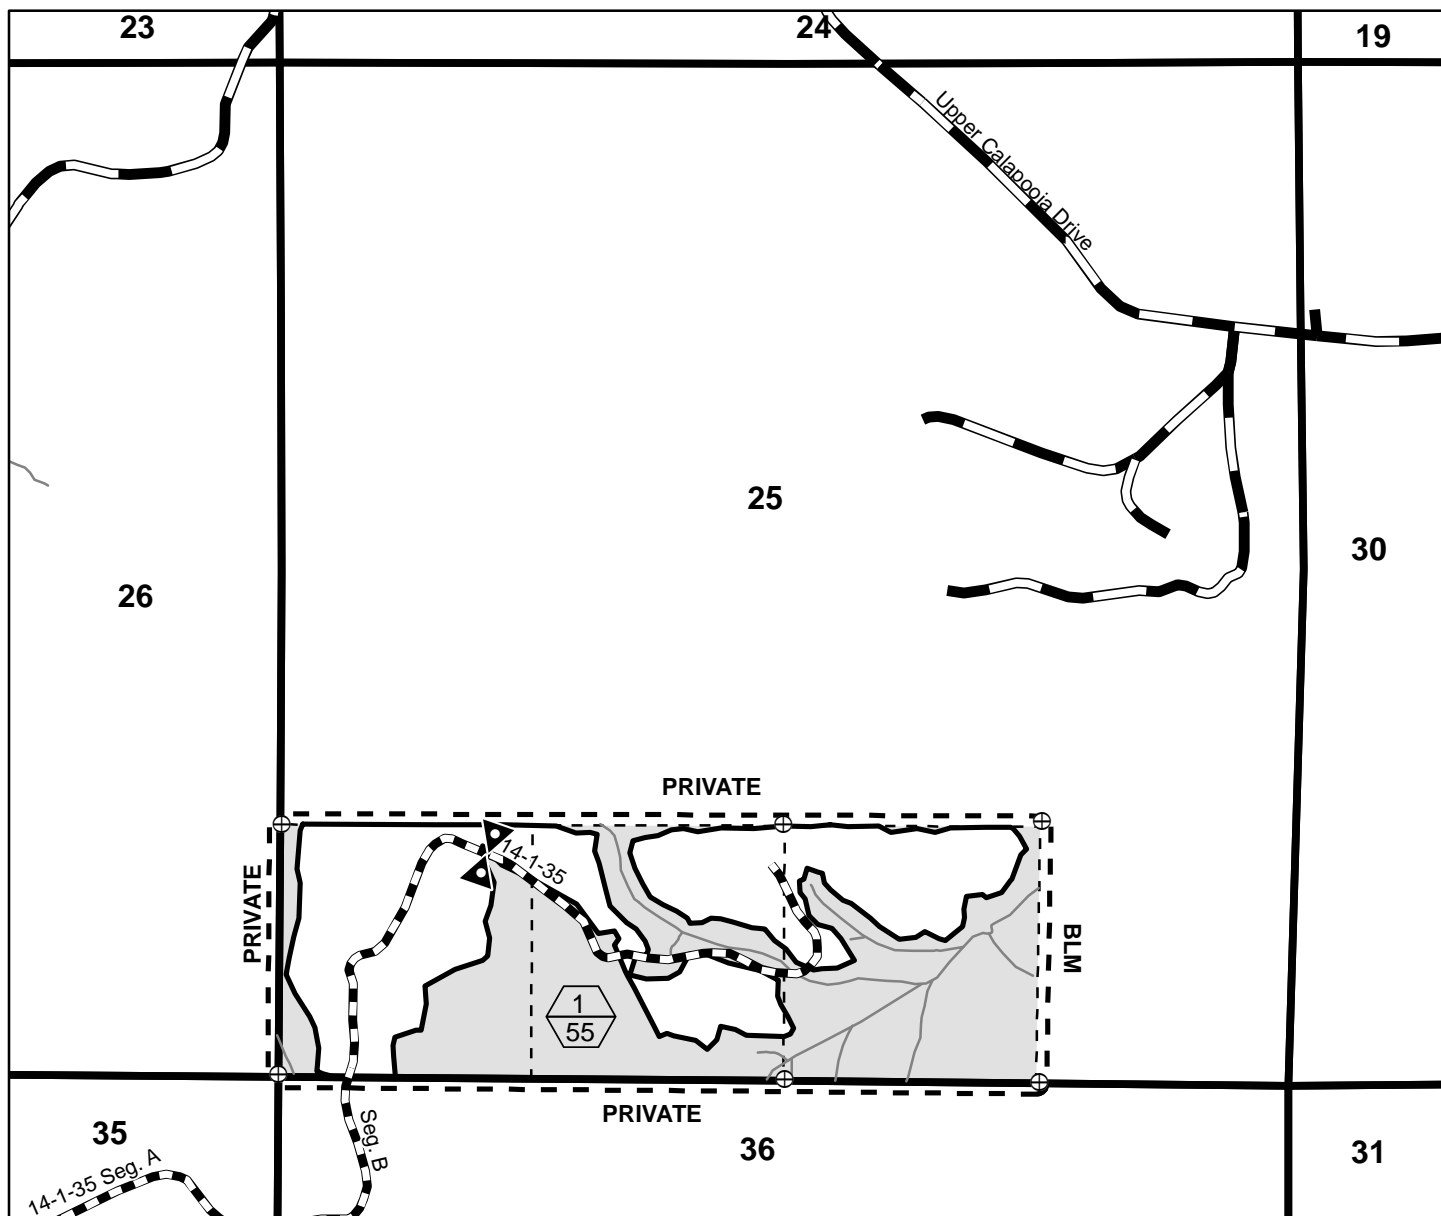 23
24
19
Upper Calapooia Drive
25
30
26
PRIVATE
14-1-35
PRIVATE
BLM
1
55
PRIVATE
35
Seg. B
36
31
14-1-35 Seg. A